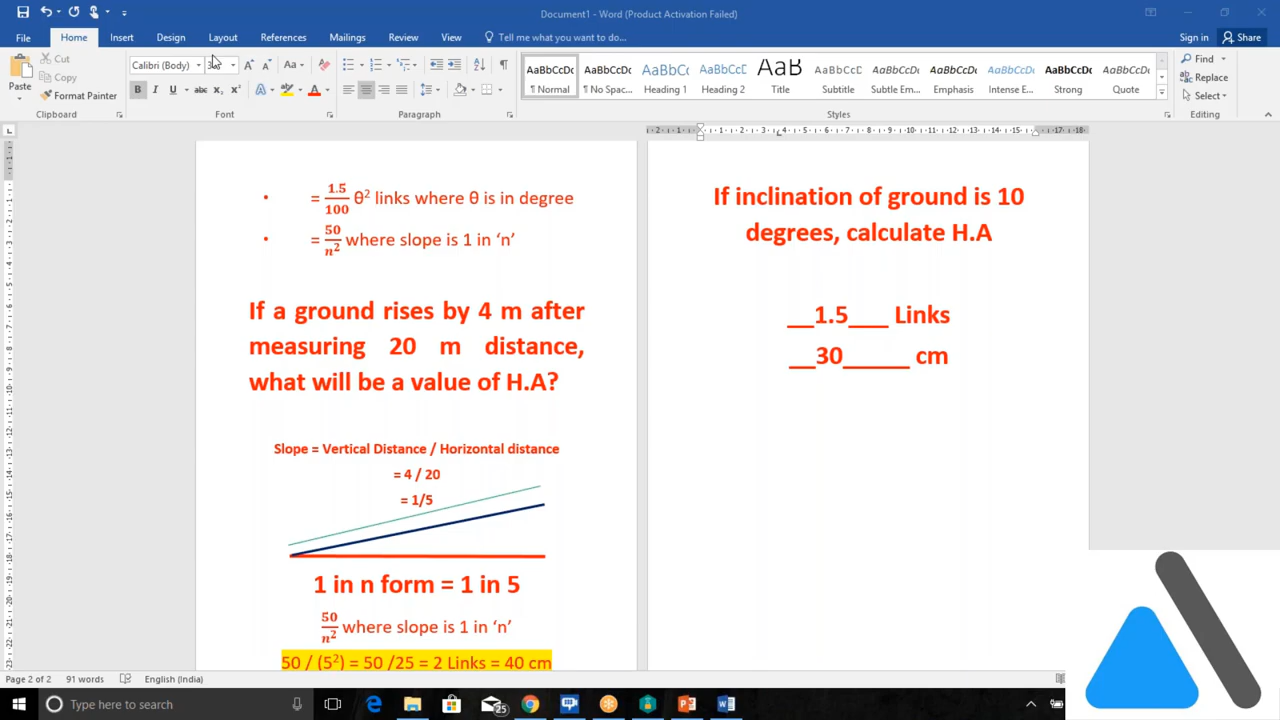 Document1 - Word (Product Activation Failed)
File Home Insert Design Layout References Mailings Review View Tell me what you want to do... Sign in Share
Paste
Cut
Copy
Format Painter
Clipboard
Calibri (Body)
Font
Paragraph
AaBbCcDc AaBbCcDc AaBbCc AaBbCcC AaB AaBbCcD AaBbCcDc AaBbCcDc AaBbCcDc AaBbCcDc AaBbCcDc
¶ Normal ¶ No Spac... Heading 1 Heading 2 Title Subtitle Subtle Em... Emphasis Intense E... Strong Quote
Styles
Find
Replace
Select
Editing
• = 1.5/100 θ² links where θ is in degree
• = 50/n² where slope is 1 in ‘n’
If a ground rises by 4 m after
measuring 20 m distance,
what will be a value of H.A?
Slope = Vertical Distance / Horizontal distance
= 4 / 20
= 1/5
1 in n form = 1 in 5
50/n² where slope is 1 in ‘n’
50 / (5²) = 50 /25 = 2 Links = 40 cm
If inclination of ground is 10
degrees, calculate H.A
__1.5___ Links
__30_____ cm
Page 2 of 2 91 words English (India)
Type here to search
25